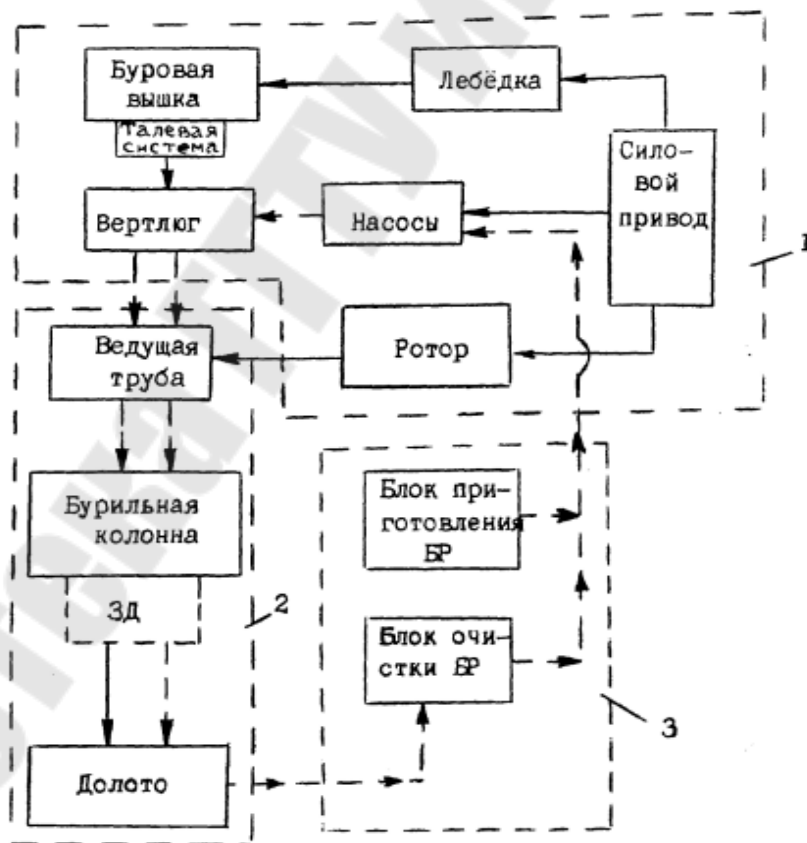 Буровая
вышка
Лебёдка
Талевая
система
Сило-
вой
привод
Вертлюг
Насосы
1
Ведущая
труба
Ротор
Бурильная
колонна
Блок при-
готовления
БР
ЗД
2
Блок очи-
стки БР
3
Долото